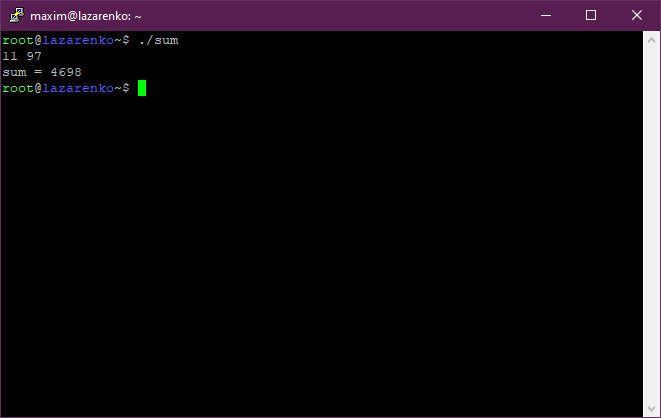 maxim@lazarenko: ~
root@lazarenko~$ ./sum
11 97
sum = 4698
root@lazarenko~$